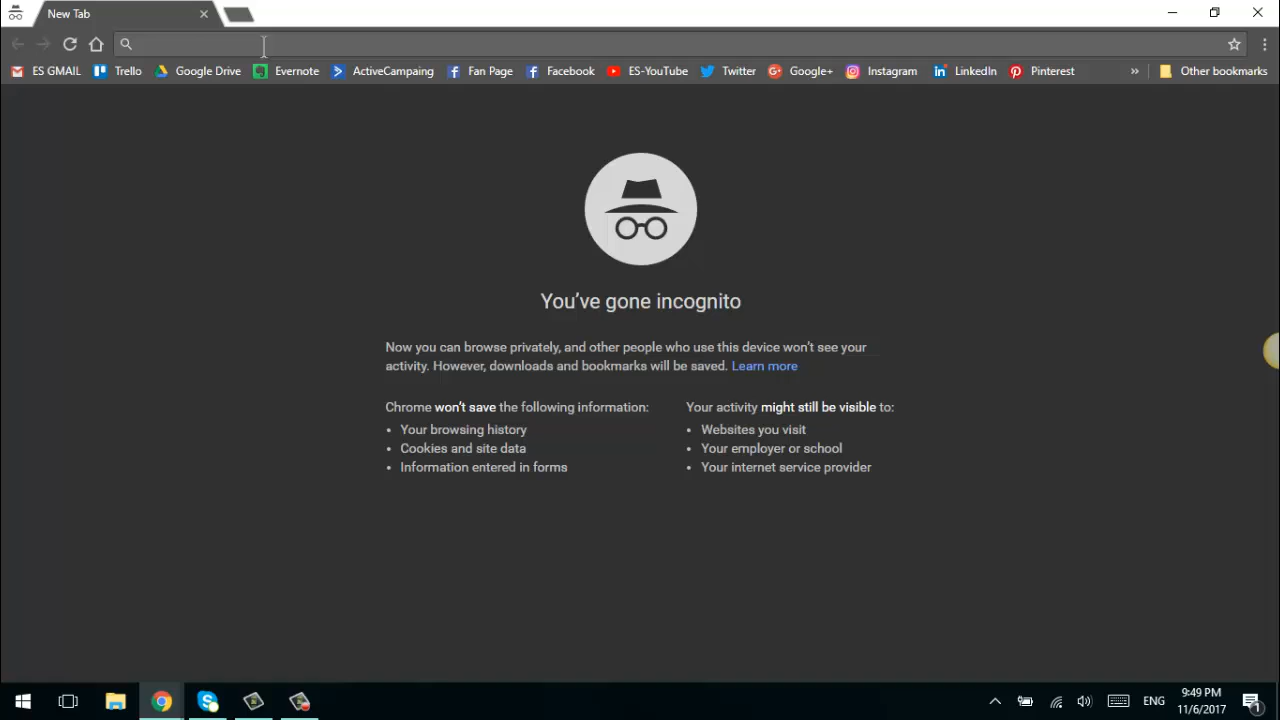 New Tab
ES GMAIL Trello Google Drive Evernote ActiveCampaing Fan Page Facebook ES-YouTube Twitter Google+ Instagram LinkedIn Pinterest » Other bookmarks
You've gone incognito
Now you can browse privately, and other people who use this device won't see your
activity. However, downloads and bookmarks will be saved. Learn more
Chrome won't save the following information:
• Your browsing history
• Cookies and site data
• Information entered in forms
Your activity might still be visible to:
• Websites you visit
• Your employer or school
• Your internet service provider
ENG
9:49 PM
11/6/2017
1